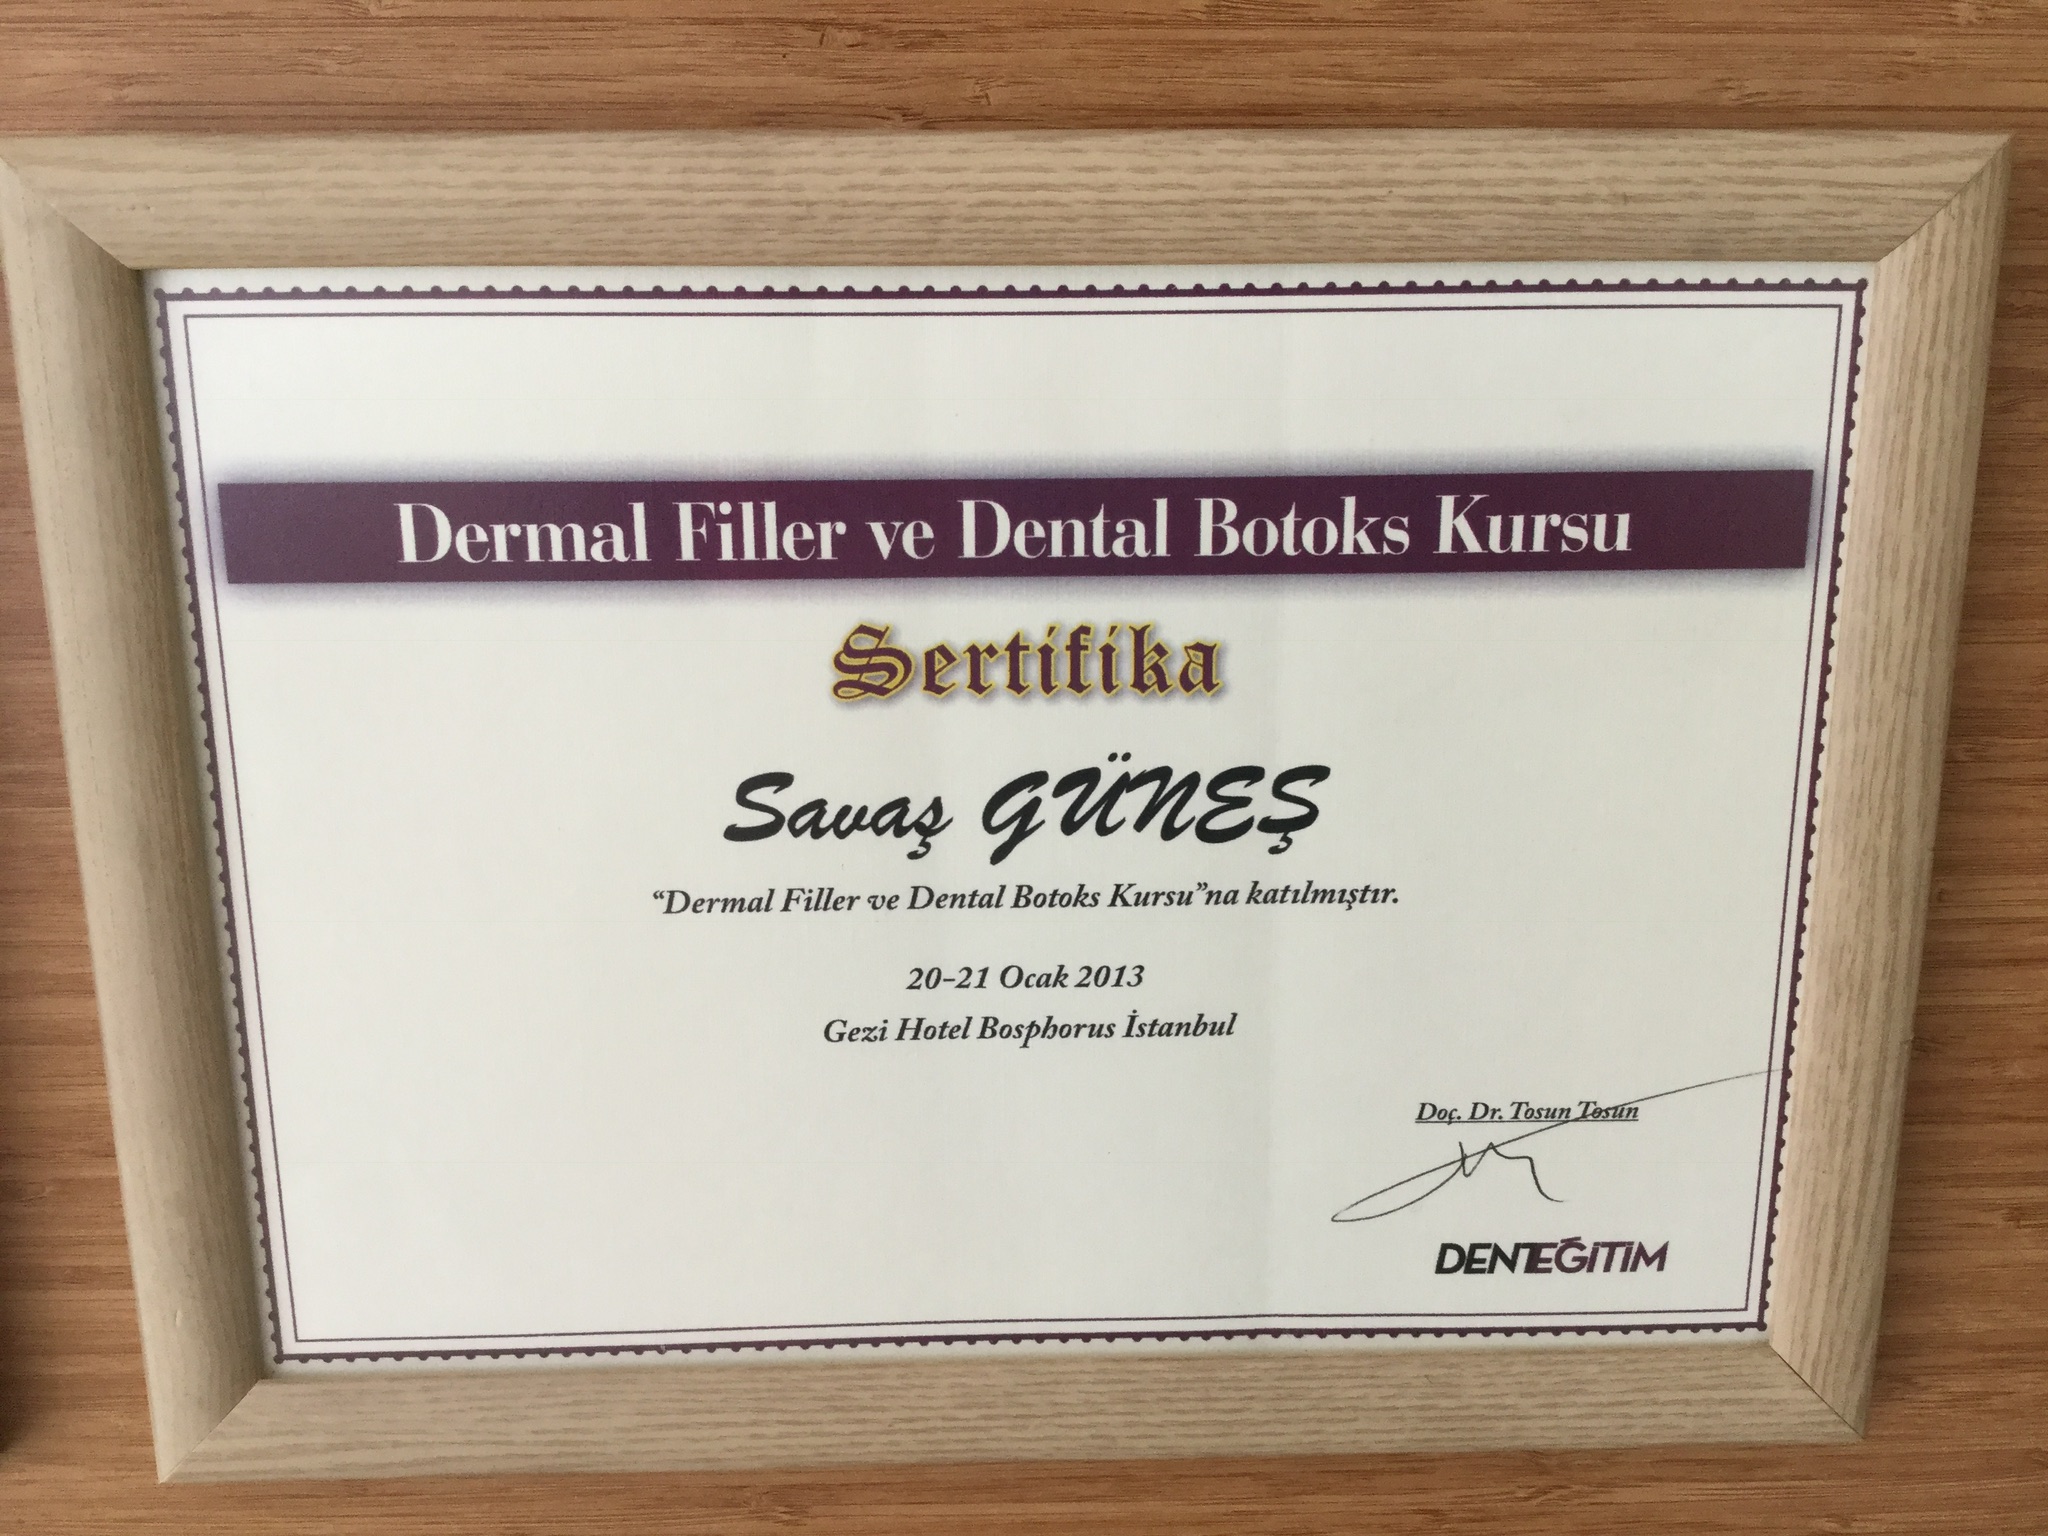 Dermal Filler ve Dental Botoks Kursu
Sertifika
Savaş GÜNEŞ
“Dermal Filler ve Dental Botoks Kursu”na katılmıştır.
20-21 Ocak 2013
Gezi Hotel Bosphorus İstanbul
Doç. Dr. Tosun Tosun
DENTEĞİTİM